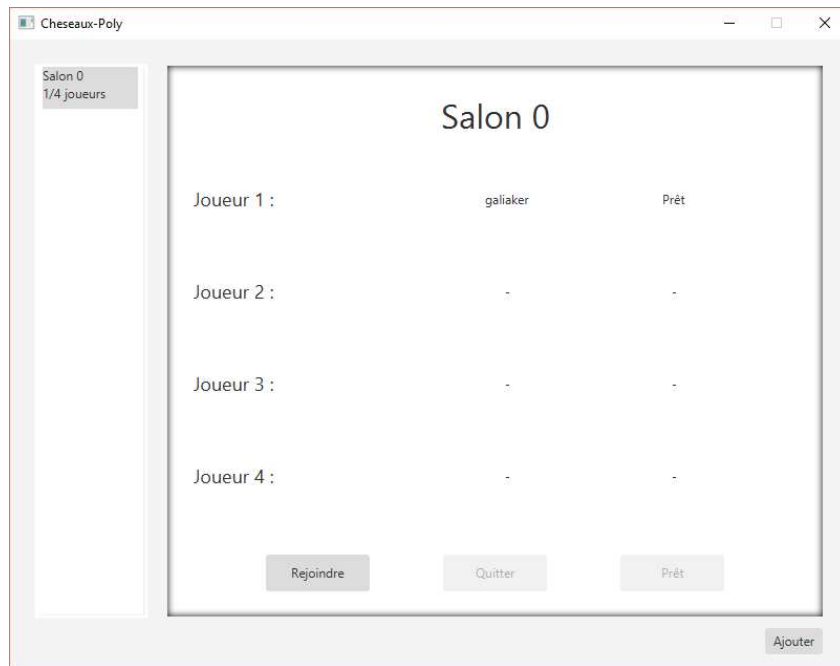 Cheseaux-Poly
Salon 0
1/4 joueurs
Salon 0
Joueur 1 : galiaker Prêt
Joueur 2 : - -
Joueur 3 : - -
Joueur 4 : - -
Rejoindre Quitter Prêt
Ajouter